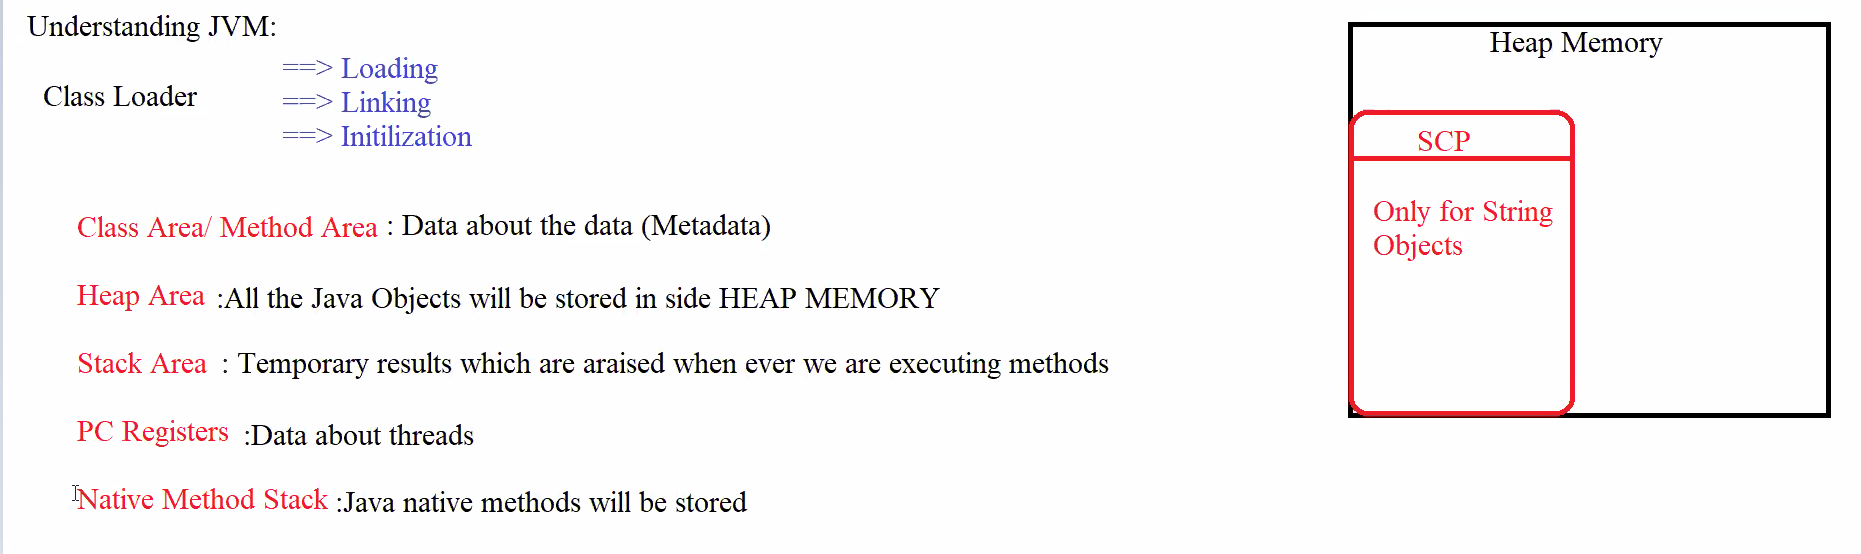 Understanding JVM:
==> Loading
Class Loader
==> Linking
==> Initilization
Class Area/ Method Area : Data about the data (Metadata)
Heap Area :All the Java Objects will be stored in side HEAP MEMORY
Stack Area : Temporary results which are araised when ever we are executing methods
PC Registers :Data about threads
Native Method Stack :Java native methods will be stored
Heap Memory
SCP
Only for String
Objects